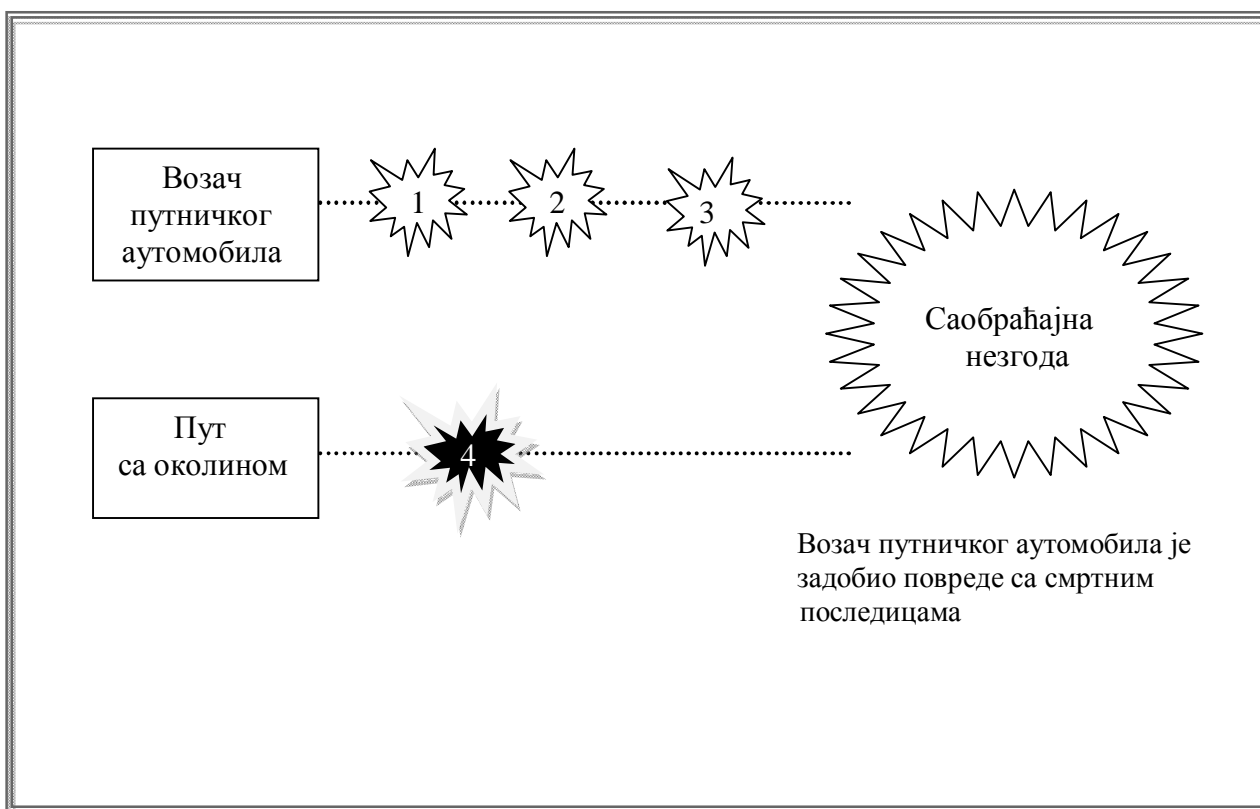 Возач
путничког
аутомобила
1
2
3
Саобраћајна
незгода
Пут
са околином
4
Возач путничког аутомобила је
задобио повреде са смртним
последицама